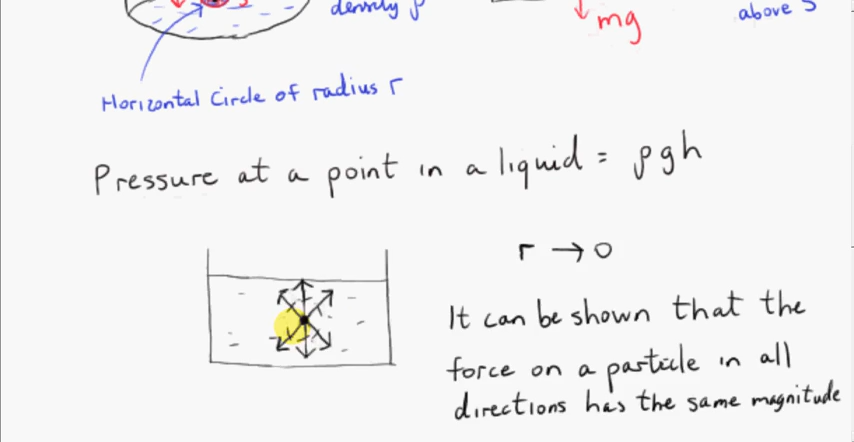 density ρ
mg
above S
Horizontal Circle of radius r
Pressure at a point in a liquid = ρgh
r → 0
It can be shown that the
force on a particle in all
directions has the same magnitude